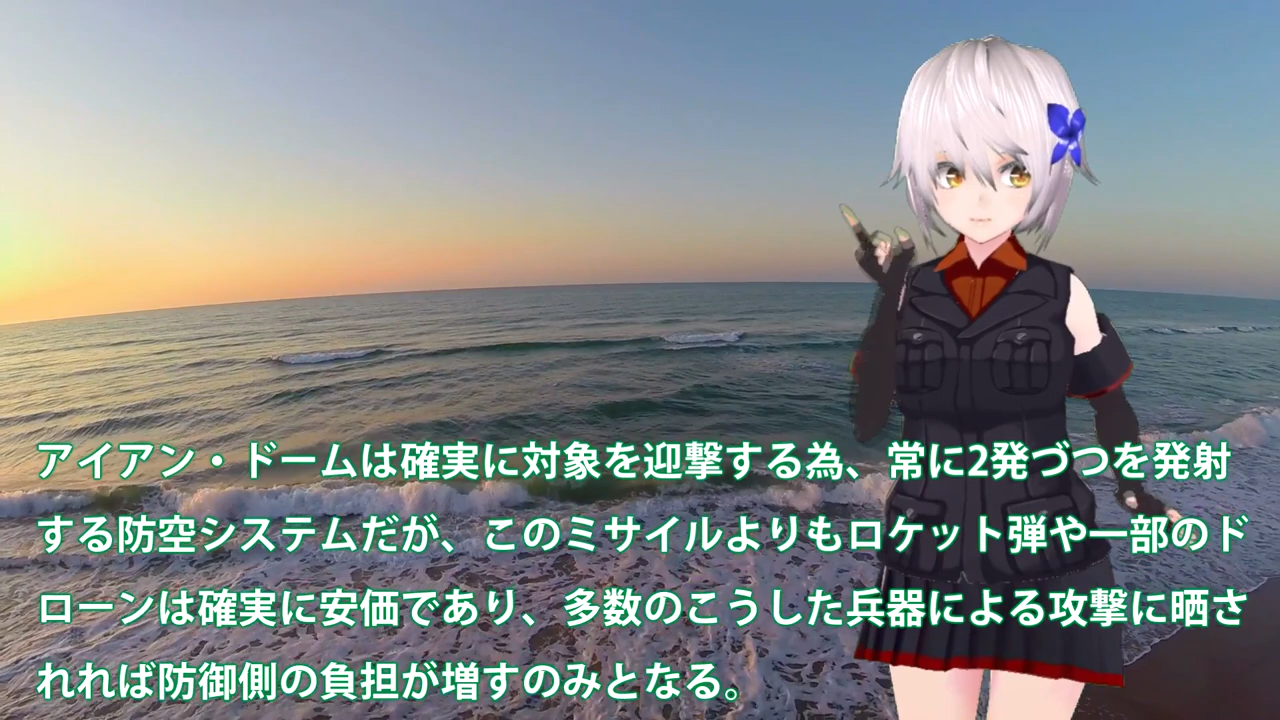 アイアン・ドームは確実に対象を迎撃する為、常に2発づつを発射
する防空システムだが、このミサイルよりもロケット弾や一部のド
ローンは確実に安価であり、多数のこうした兵器による攻撃に晒さ
れれば防御側の負担が増すのみとなる。